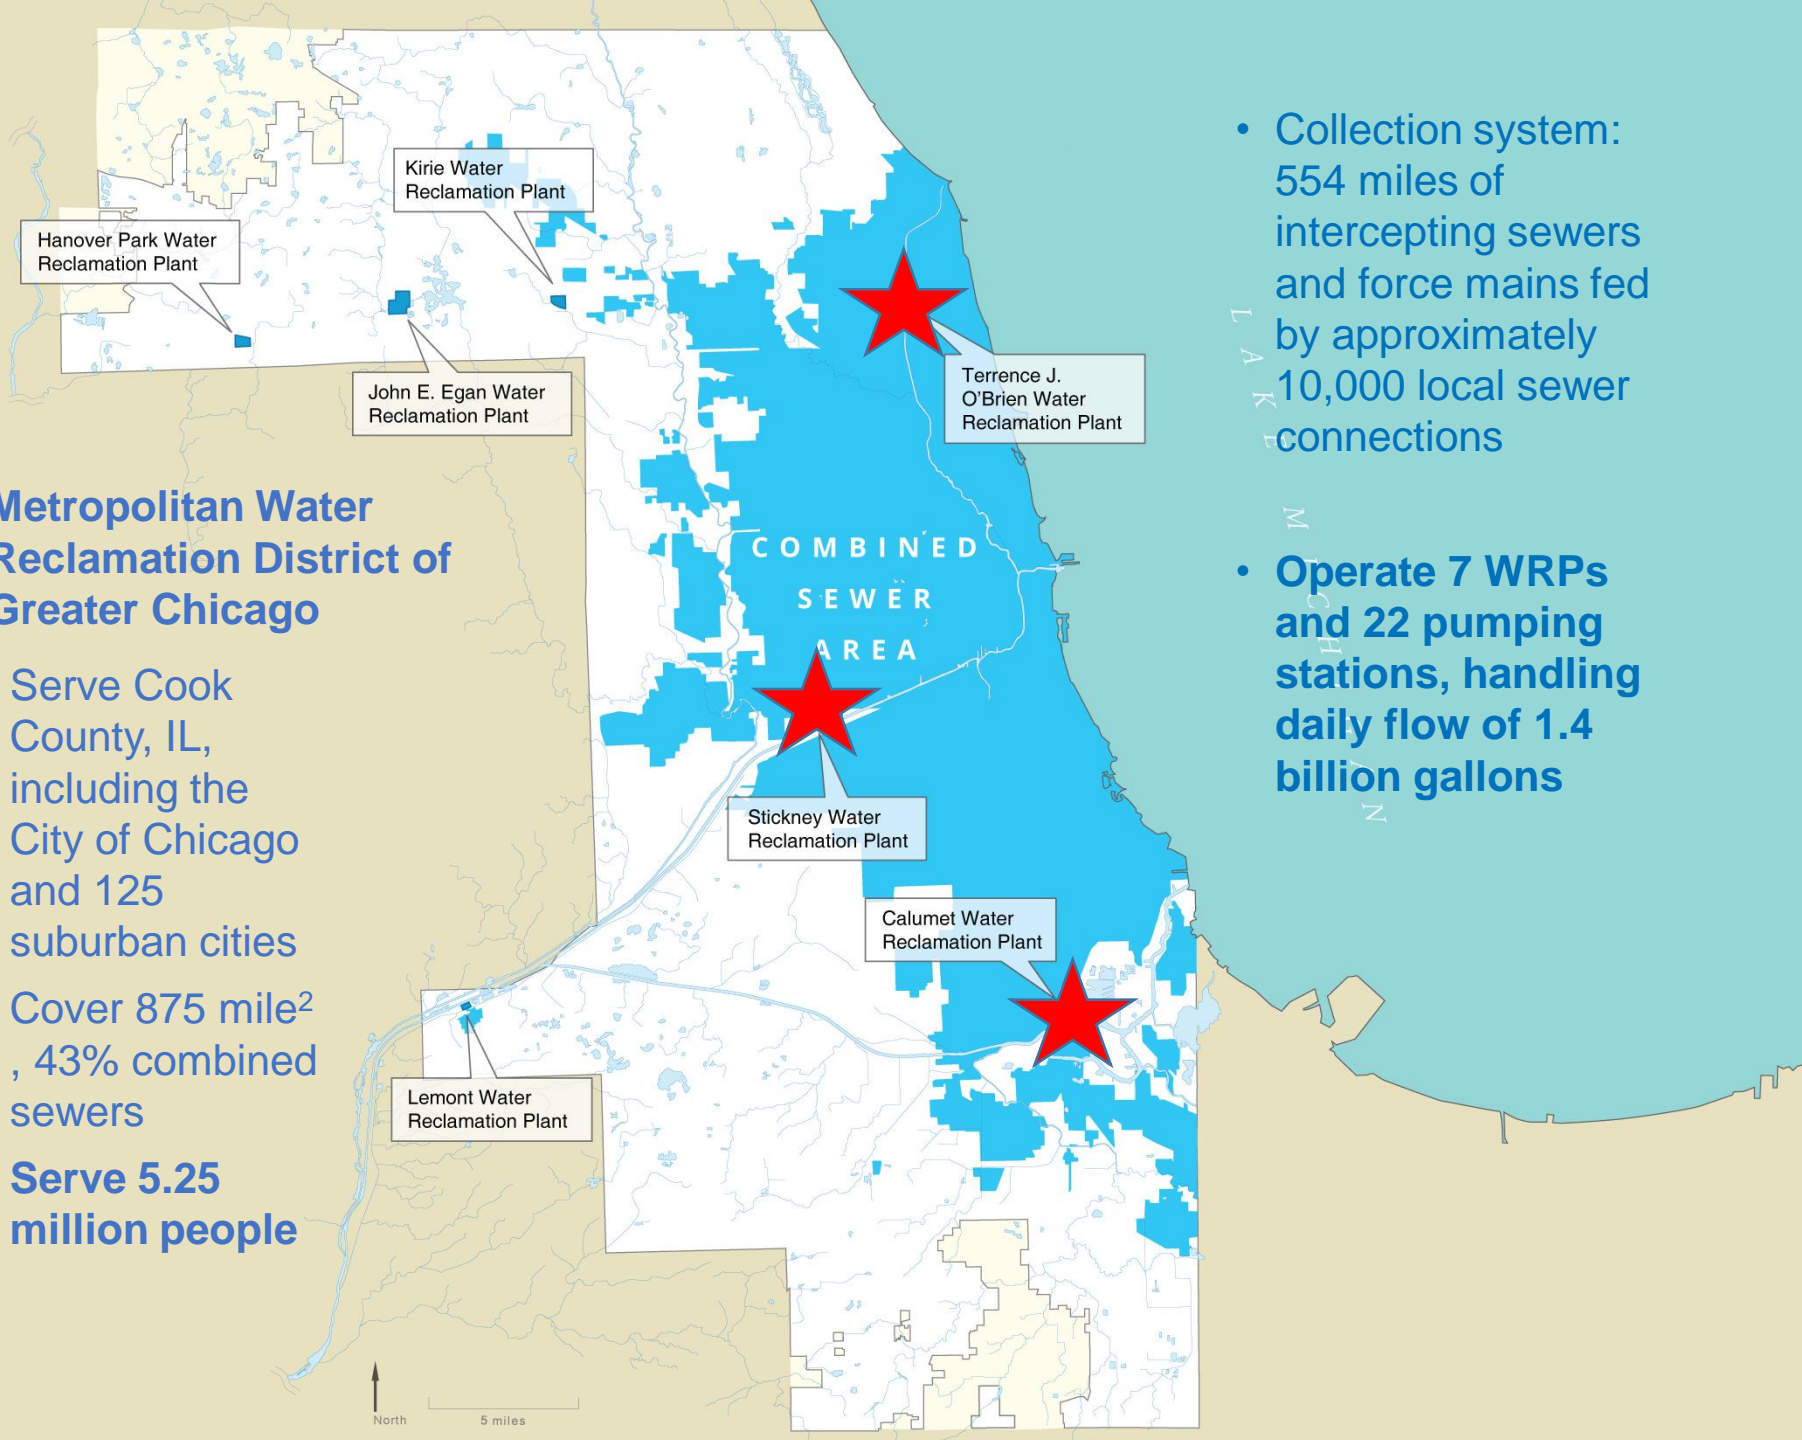 Kirie Water
Reclamation Plant
Hanover Park Water
Reclamation Plant
John E. Egan Water
Reclamation Plant
Terrence J.
O'Brien Water
Reclamation Plant
Metropolitan Water
Reclamation District of
Greater Chicago
Serve Cook
County, IL,
including the
City of Chicago
and 125
suburban cities
Cover 875 mile²
, 43% combined
sewers
Serve 5.25
million people
COMBINED
SEWER
AREA
Stickney Water
Reclamation Plant
Calumet Water
Reclamation Plant
Lemont Water
Reclamation Plant
North
5 miles
LAKE MICHIGAN
• Collection system:
554 miles of
intercepting sewers
and force mains fed
by approximately
10,000 local sewer
connections
• Operate 7 WRPs
and 22 pumping
stations, handling
daily flow of 1.4
billion gallons